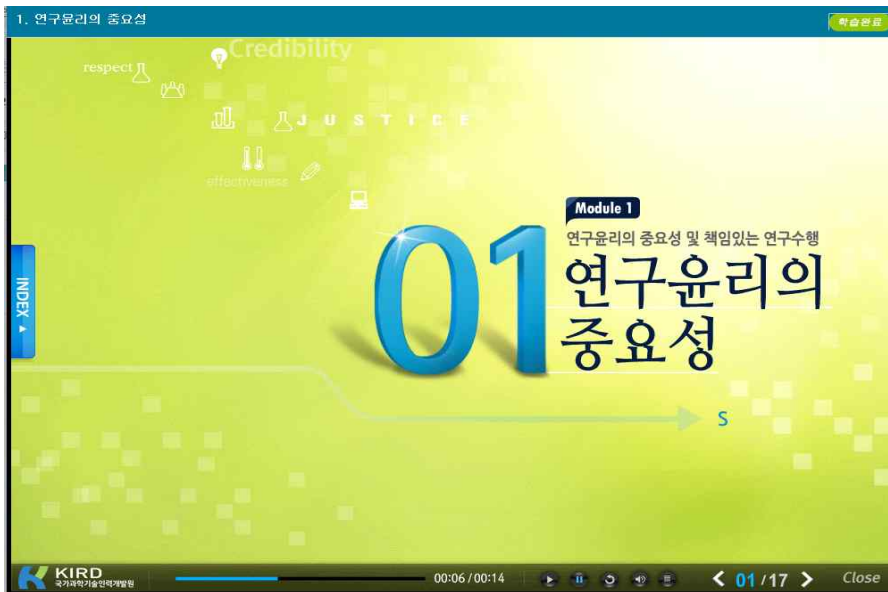 1. 연구윤리의 중요성
학습완료
Credibility
respect
JUSTICE
effectiveness
Module 1
연구윤리의 중요성 및 책임있는 연구수행
01
연구윤리의
중요성
INDEX ▲
S
KIRD
국가과학기술인력개발원
00:06 / 00:14
< 01 / 17 >
Close